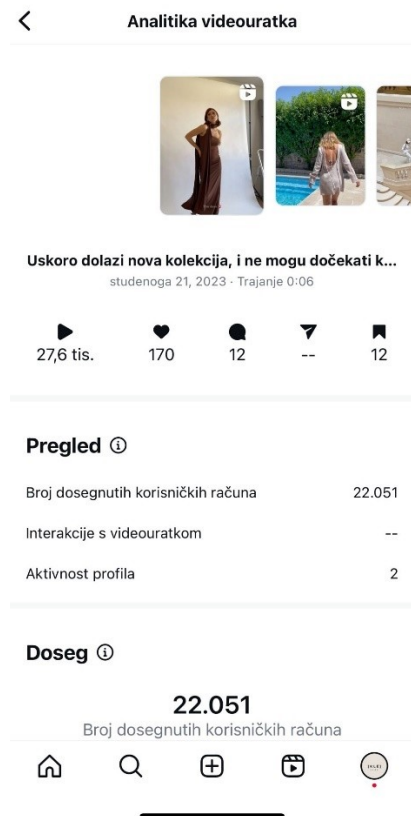 Analitika videouratka
Uskoro dolazi nova kolekcija, i ne mogu dočekati k...
studenoga 21, 2023 · Trajanje 0:06
27,6 tis. 170 12 -- 12
Pregled
Broj dosegnutih korisničkih računa 22.051
Interakcije s videouratkom --
Aktivnost profila 2
Doseg
22.051
Broj dosegnutih korisničkih računa